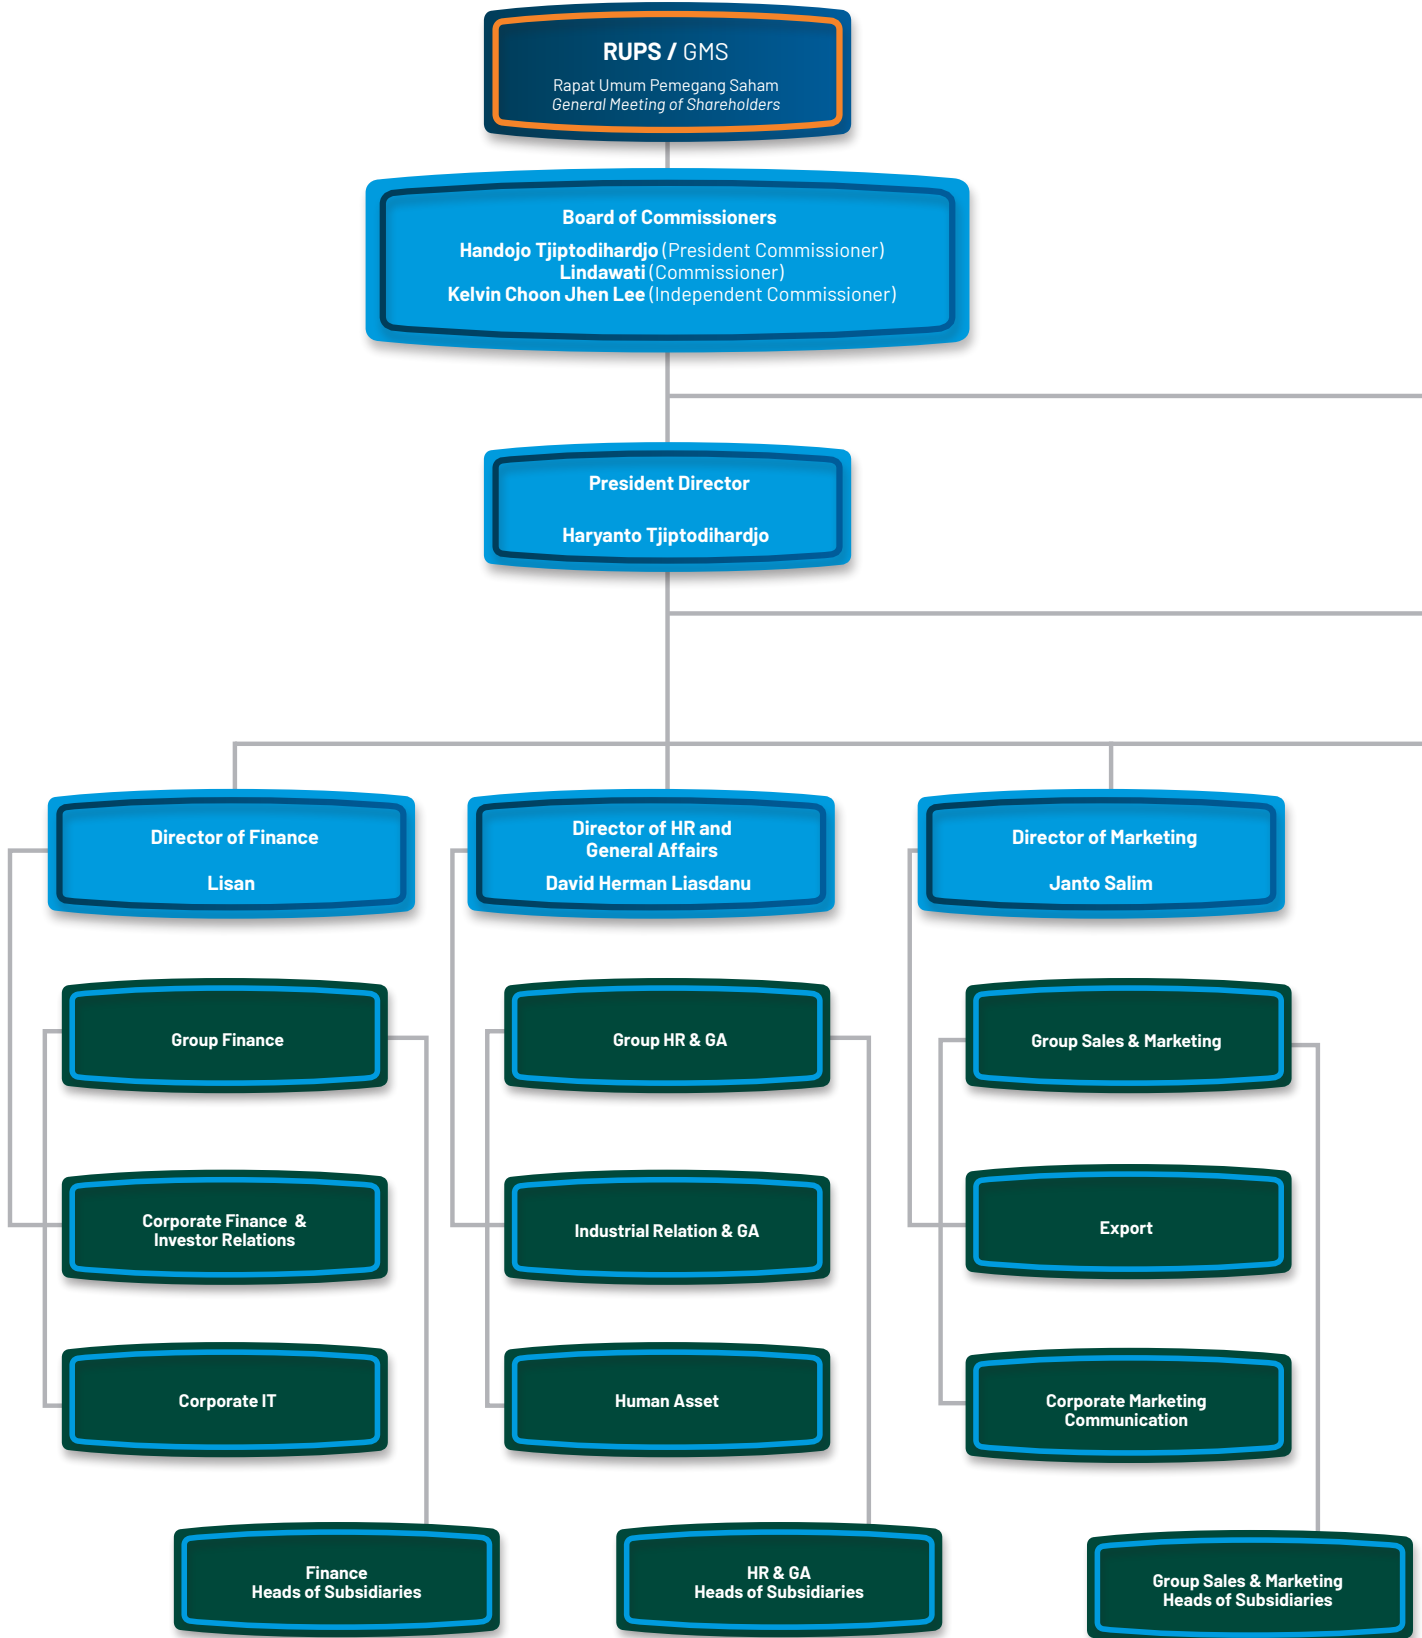 RUPS / GMS
Rapat Umum Pemegang Saham
General Meeting of Shareholders
Board of Commissioners
Handojo Tjiptodihardjo (President Commissioner)
Lindawati (Commissioner)
Kelvin Choon Jhen Lee (Independent Commissioner)
President Director
Haryanto Tjiptodihardjo
Director of Finance
Lisan
Director of HR and
General Affairs
David Herman Liasdanu
Director of Marketing
Janto Salim
Group Finance
Group HR & GA
Group Sales & Marketing
Corporate Finance &
Investor Relations
Industrial Relation & GA
Export
Corporate IT
Human Asset
Corporate Marketing
Communication
Finance
Heads of Subsidiaries
HR & GA
Heads of Subsidiaries
Group Sales & Marketing
Heads of Subsidiaries